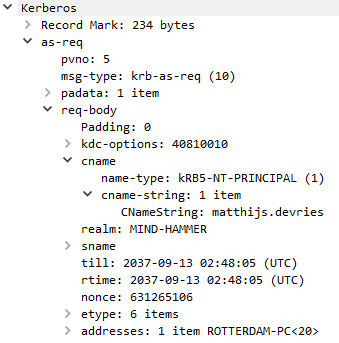 Kerberos
Record Mark: 234 bytes
as-req
pvno: 5
msg-type: krb-as-req (10)
padata: 1 item
req-body
Padding: 0
kdc-options: 40810010
cname
name-type: kRB5-NT-PRINCIPAL (1)
cname-string: 1 item
CNameString: matthijs.devries
realm: MIND-HAMMER
sname
till: 2037-09-13 02:48:05 (UTC)
rtime: 2037-09-13 02:48:05 (UTC)
nonce: 631265106
etype: 6 items
addresses: 1 item ROTTERDAM-PC<20>